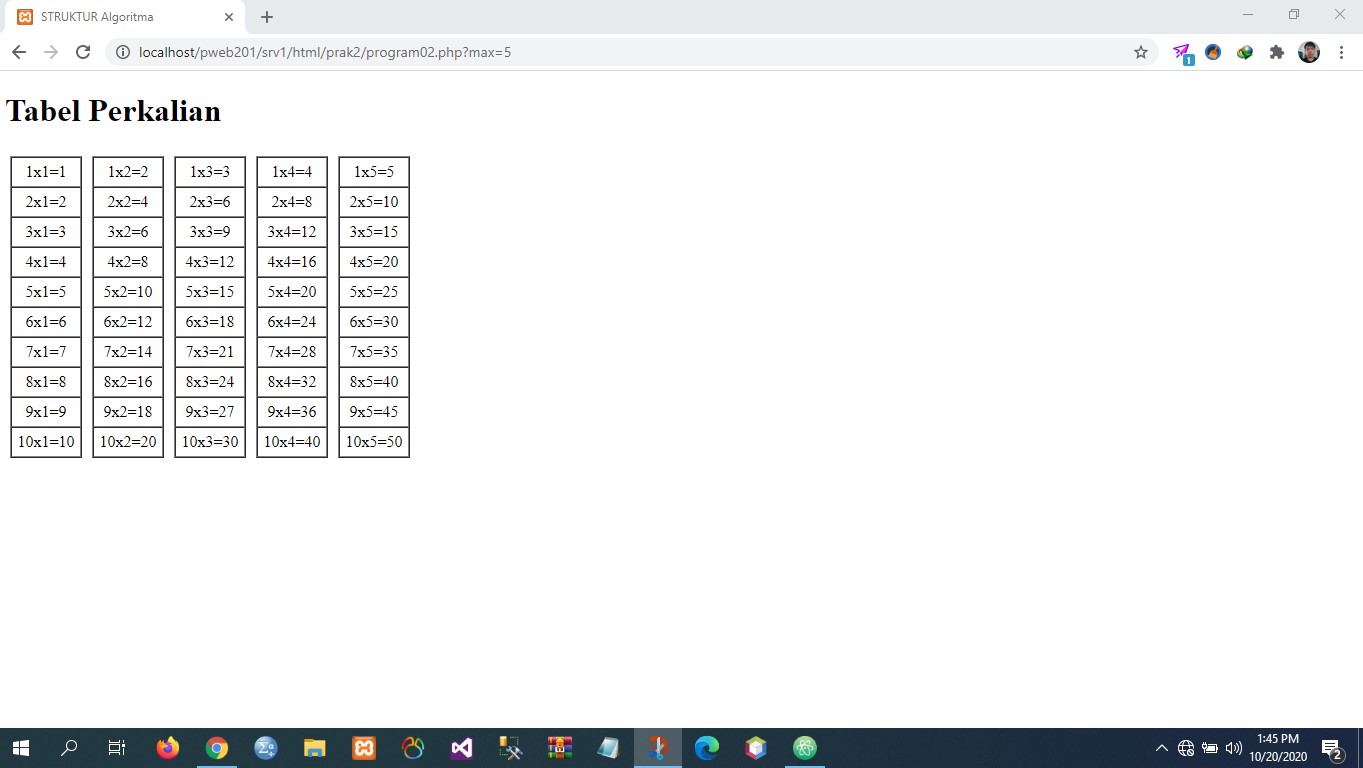 STRUKTUR Algoritma
localhost/pweb201/srv1/html/prak2/program02.php?max=5
1
Tabel Perkalian
1x1=1 1x2=2 1x3=3 1x4=4 1x5=5
2x1=2 2x2=4 2x3=6 2x4=8 2x5=10
3x1=3 3x2=6 3x3=9 3x4=12 3x5=15
4x1=4 4x2=8 4x3=12 4x4=16 4x5=20
5x1=5 5x2=10 5x3=15 5x4=20 5x5=25
6x1=6 6x2=12 6x3=18 6x4=24 6x5=30
7x1=7 7x2=14 7x3=21 7x4=28 7x5=35
8x1=8 8x2=16 8x3=24 8x4=32 8x5=40
9x1=9 9x2=18 9x3=27 9x4=36 9x5=45
10x1=10 10x2=20 10x3=30 10x4=40 10x5=50
1:45 PM
10/20/2020
2